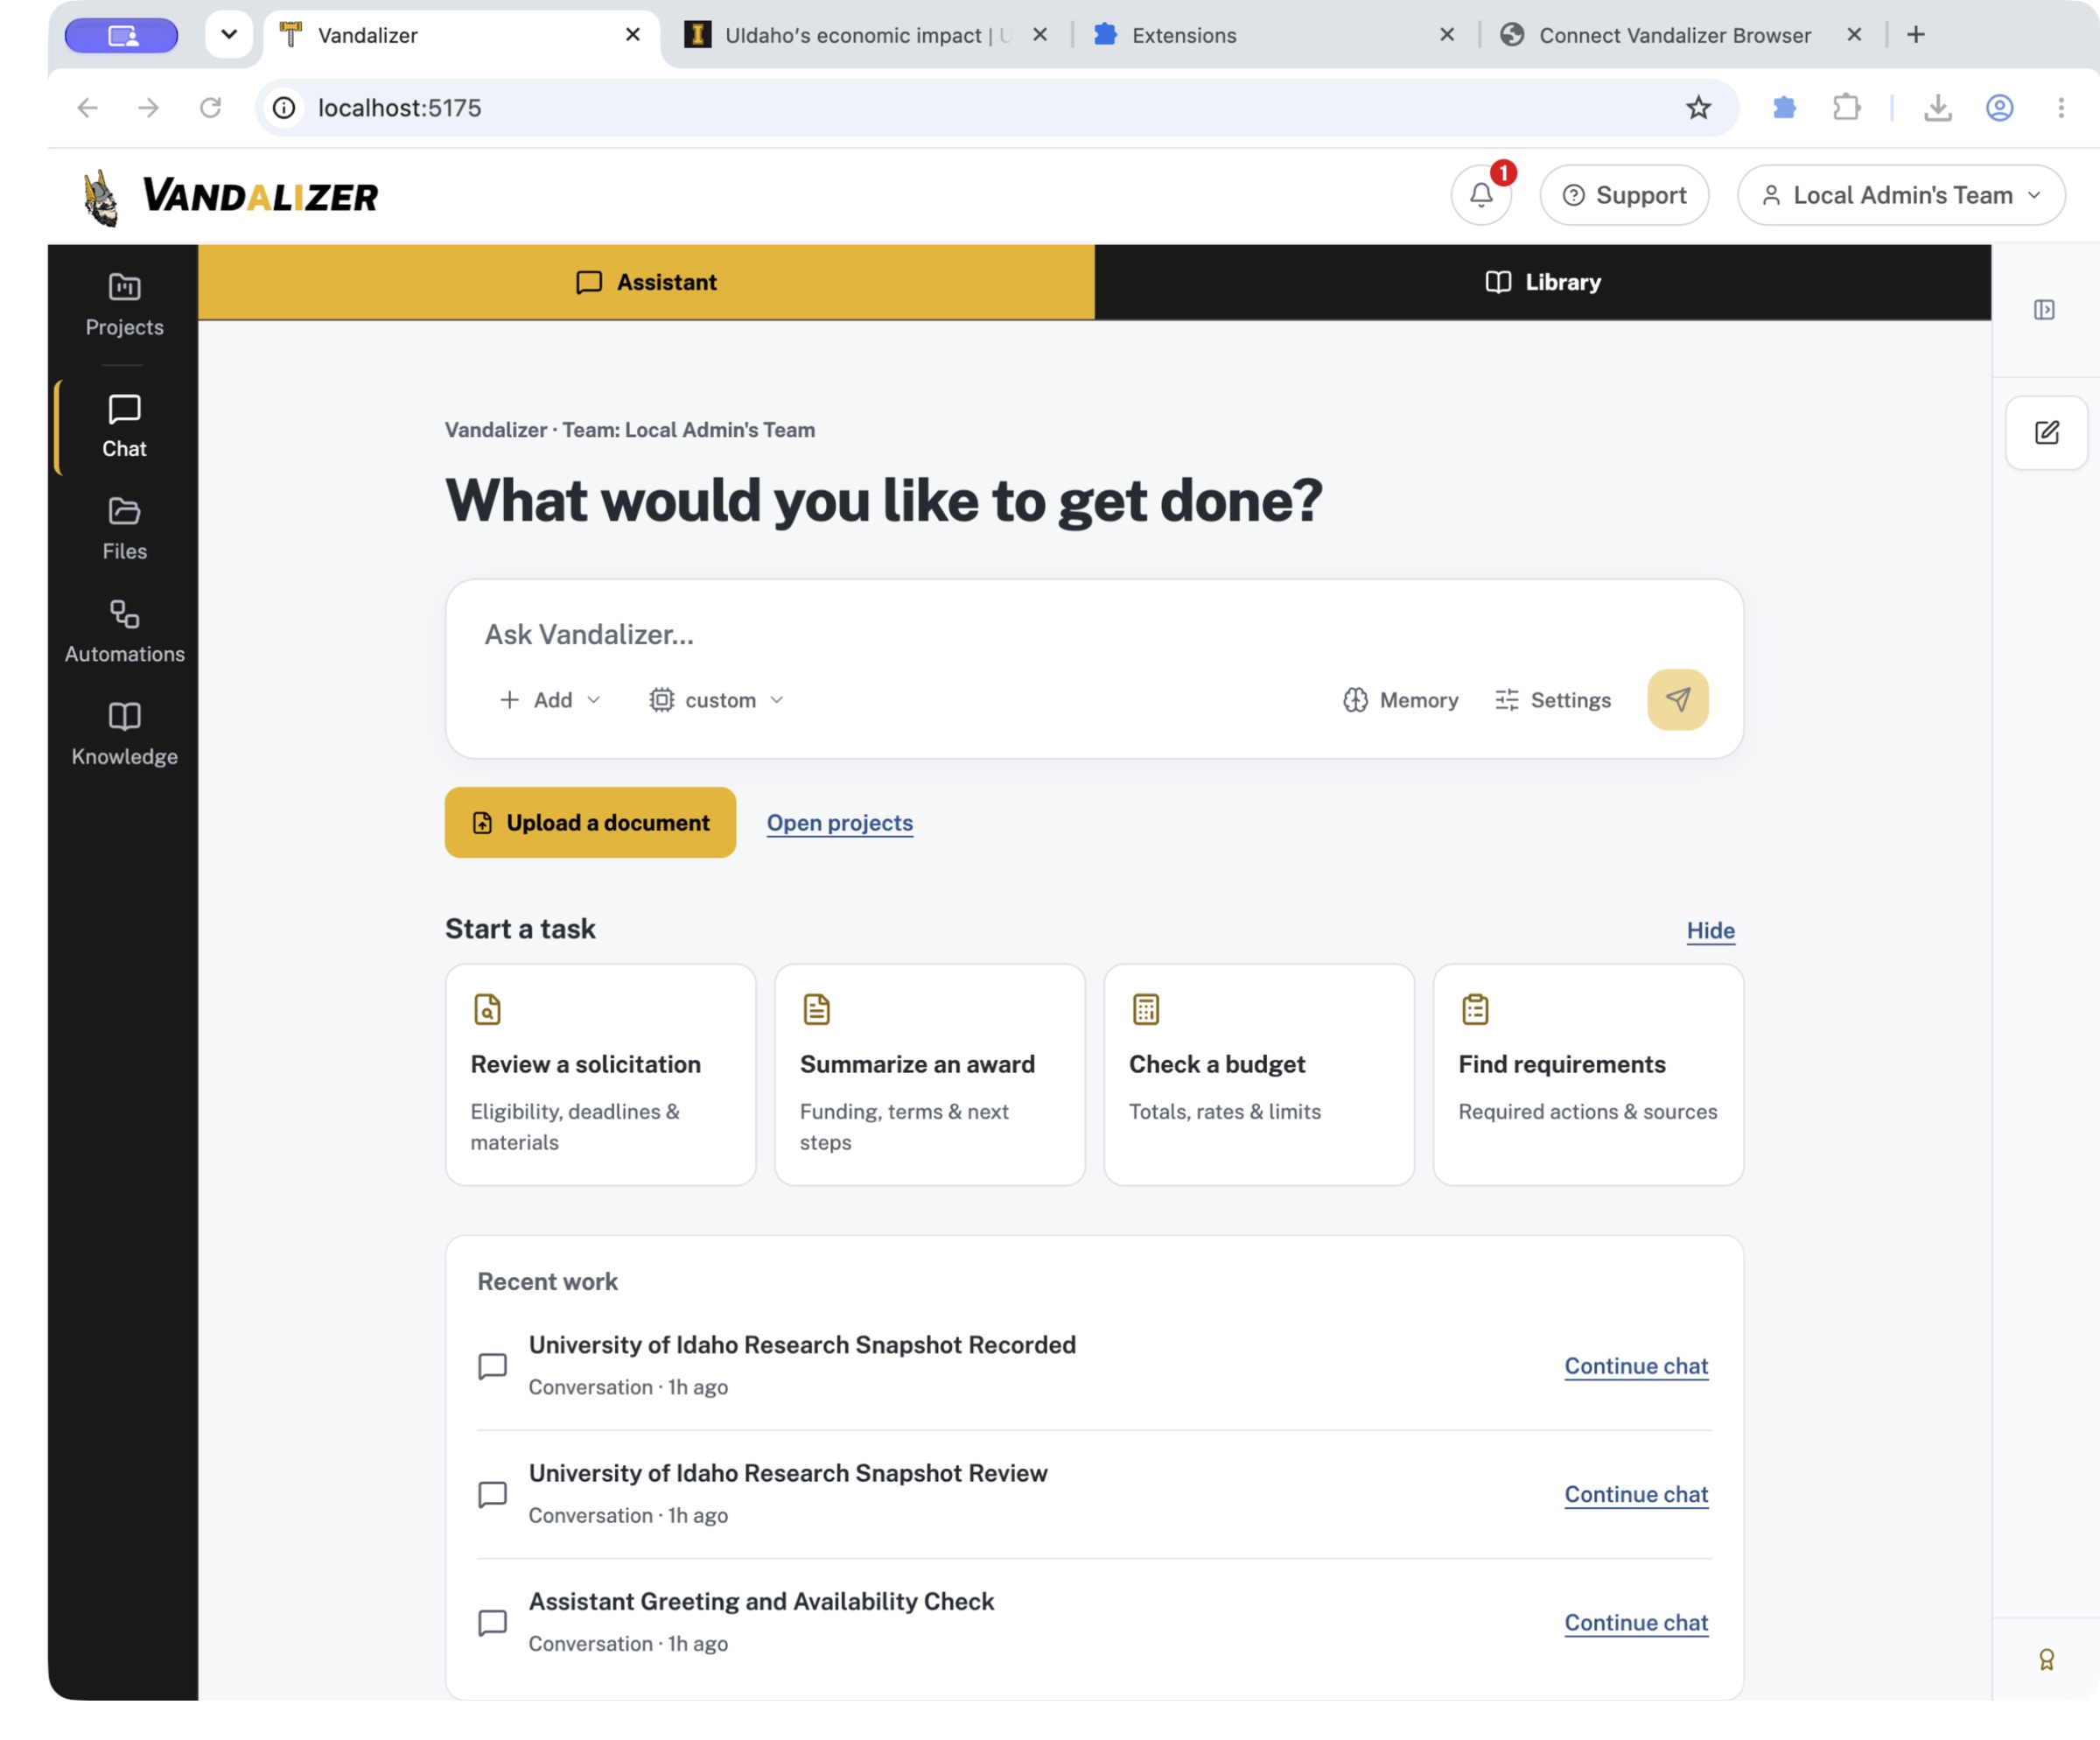 Vandalizer
UIdaho's economic impact | U
Extensions
Connect Vandalizer Browser
localhost:5175
VANDALIZER
1
Support
Local Admin's Team
Projects
Chat
Files
Automations
Knowledge
Assistant
Library
Vandalizer · Team: Local Admin's Team
What would you like to get done?
Ask Vandalizer...
Add
custom
Memory
Settings
Upload a document
Open projects
Start a task
Hide
Review a solicitation
Eligibility, deadlines &
materials
Summarize an award
Funding, terms & next
steps
Check a budget
Totals, rates & limits
Find requirements
Required actions & sources
Recent work
University of Idaho Research Snapshot Recorded
Conversation · 1h ago
Continue chat
University of Idaho Research Snapshot Review
Conversation · 1h ago
Continue chat
Assistant Greeting and Availability Check
Conversation · 1h ago
Continue chat